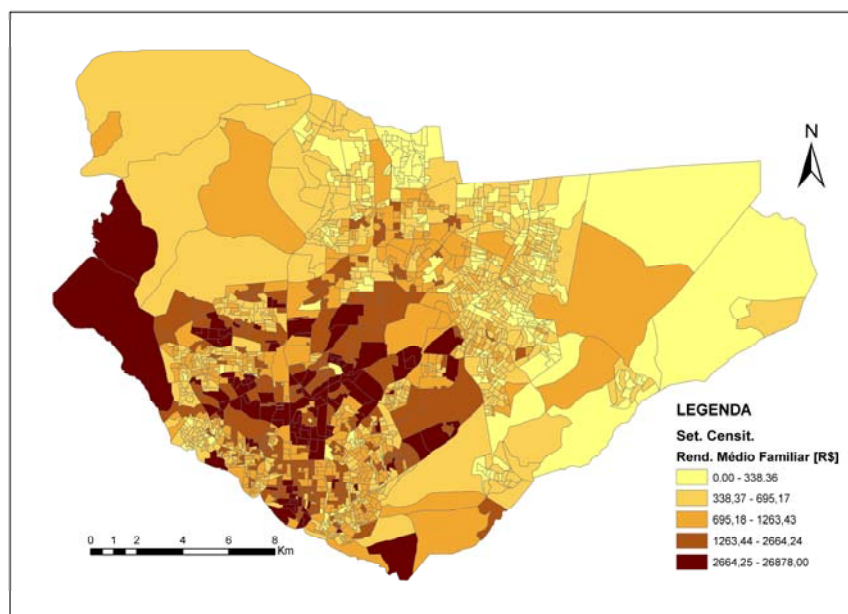 N
LEGENDA
Set. Censit.
Rend. Médio Familiar [R$]
0.00 - 338.36
338,37 - 695,17
695,18 - 1263,43
1263,44 - 2664,24
2664,25 - 26878,00
0 1 2 4 6 8
Km